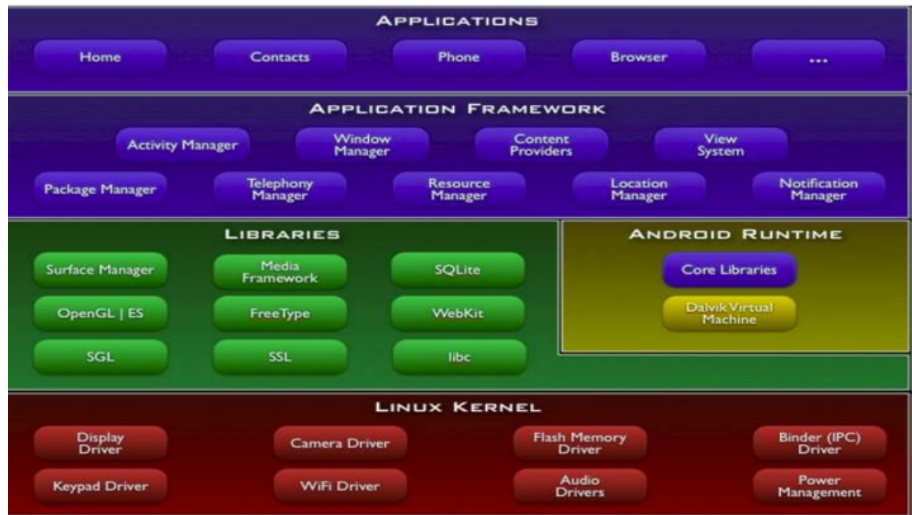 APPLICATIONS
Home
Contacts
Phone
Browser
...
APPLICATION FRAMEWORK
Activity Manager
Window
Manager
Content
Providers
View
System
Package Manager
Telephony
Manager
Resource
Manager
Location
Manager
Notification
Manager
LIBRARIES
Surface Manager
Media
Framework
SQLite
OpenGL | ES
FreeType
WebKit
SGL
SSL
libc
ANDROID RUNTIME
Core Libraries
Dalvik Virtual
Machine
LINUX KERNEL
Display
Driver
Camera Driver
Flash Memory
Driver
Binder (IPC)
Driver
Keypad Driver
WiFi Driver
Audio
Drivers
Power
Management